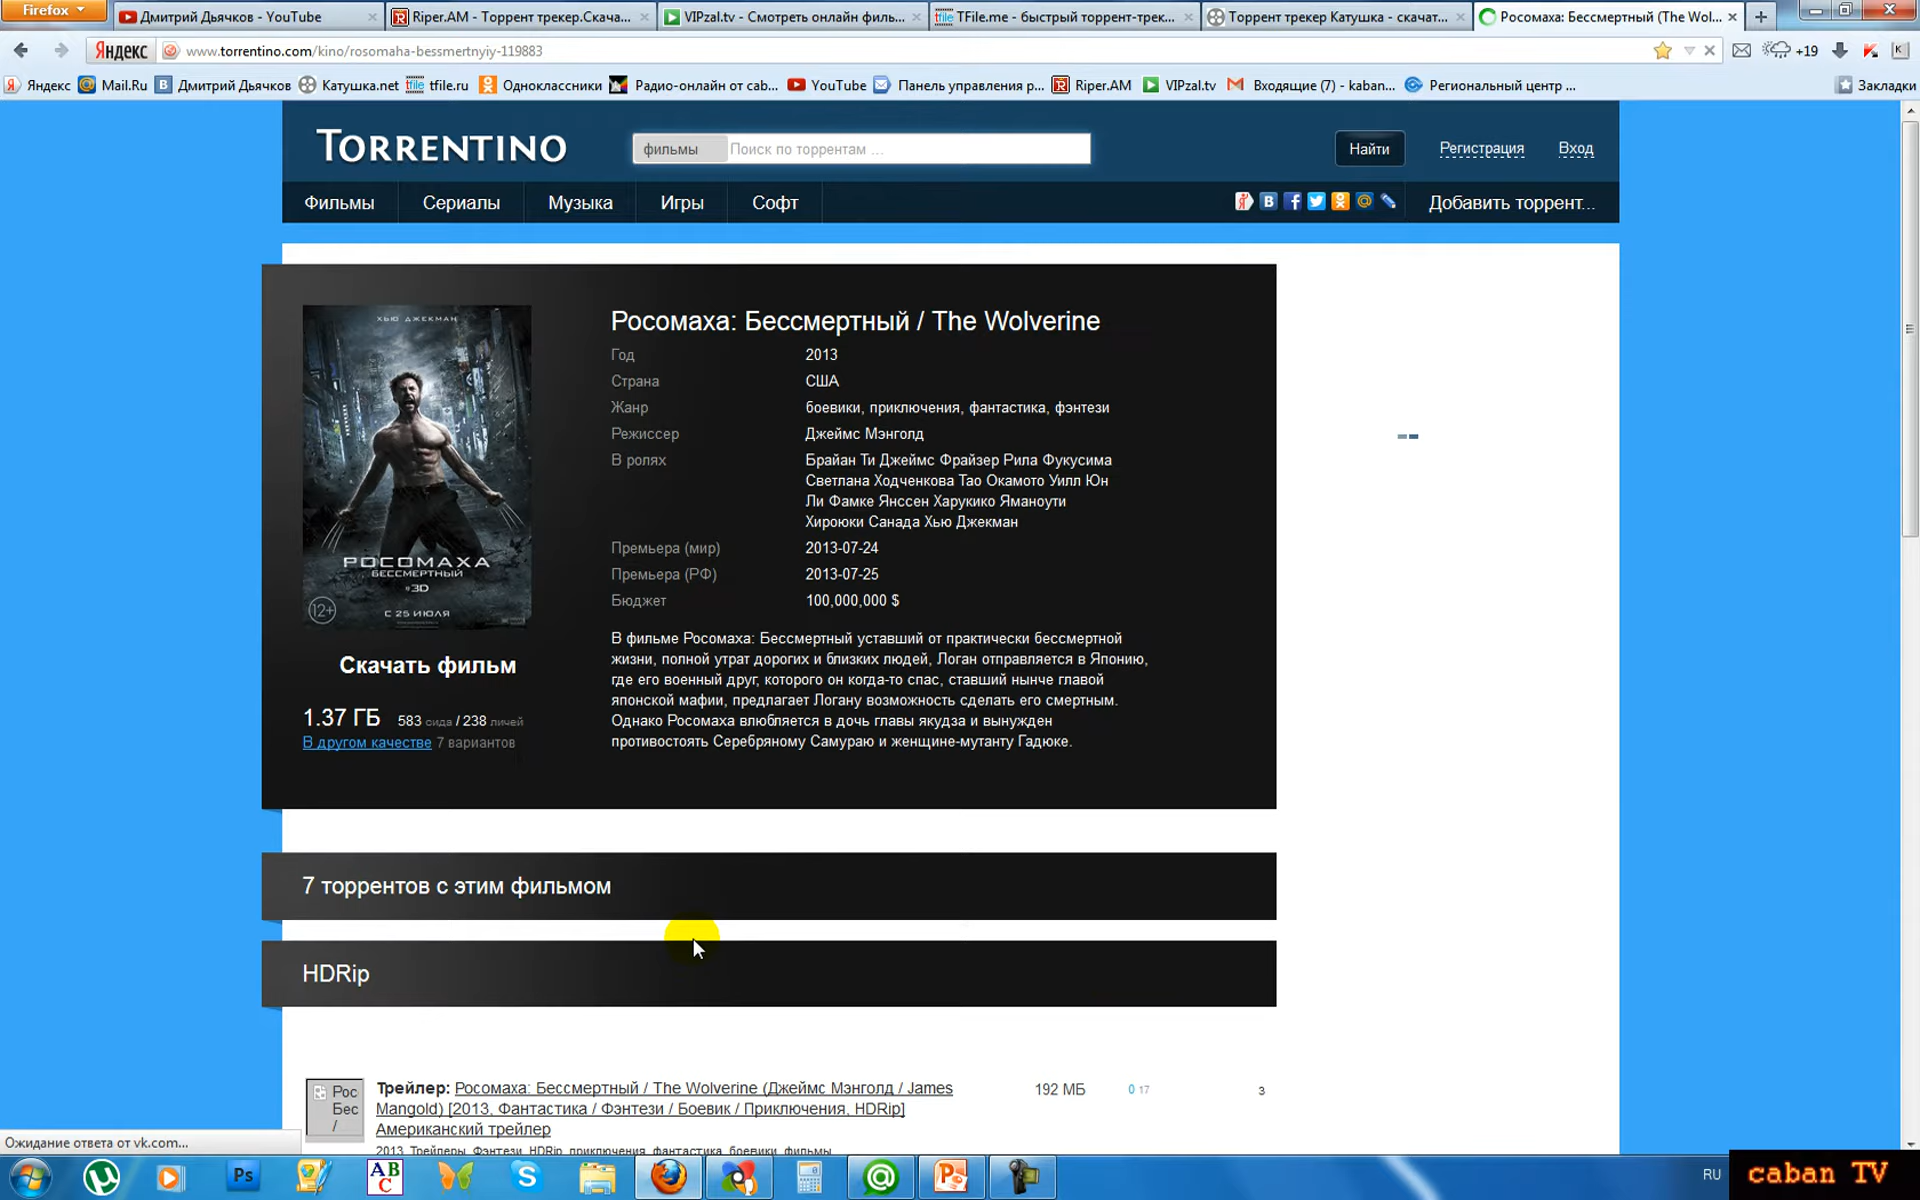 Firefox
Дмитрий Дьячков - YouTube
Riper.AM - Торрент трекер.Скача...
VIPzal.tv - Смотреть онлайн филь...
TFile.me - быстрый торрент-трек...
Торрент трекер Катушка - скачат...
Росомаха: Бессмертный (The Wol...
Яндекс
www.torrentino.com/kino/rosomaha-bessmertnyiy-119883
+19
Яндекс
Mail.Ru
Дмитрий Дьячков
Катушка.net
tfile.ru
Одноклассники
Радио-онлайн от cab...
YouTube
Панель управления р...
Riper.AM
VIPzal.tv
Входящие (7) - kaban...
Региональный центр ...
Закладки
TORRENTINO
фильмы
Поиск по торрентам ...
Найти
Регистрация
Вход
Фильмы
Сериалы
Музыка
Игры
Софт
Добавить торрент...
ХЬЮ ДЖЕКМАН
РОСОМАХА
БЕССМЕРТНЫЙ
3D
12+
С 25 ИЮЛЯ
Росомаха: Бессмертный / The Wolverine
Год 2013
Страна США
Жанр боевики, приключения, фантастика, фэнтези
Режиссер Джеймс Мэнголд
В ролях Брайан Ти Джеймс Фрайзер Рила Фукусима
Светлана Ходченкова Тао Окамото Уилл Юн
Ли Фамке Янссен Харукико Яманоути
Хироюки Санада Хью Джекман
Премьера (мир) 2013-07-24
Премьера (РФ) 2013-07-25
Бюджет 100,000,000 $
В фильме Росомаха: Бессмертный уставший от практически бессмертной
жизни, полной утрат дорогих и близких людей, Логан отправляется в Японию,
где его военный друг, которого он когда-то спас, ставший нынче главой
японской мафии, предлагает Логану возможность сделать его смертным.
Однако Росомаха влюбляется в дочь главы якудза и вынужден
противостоять Серебряному Самураю и женщине-мутанту Гадюке.
Скачать фильм
1.37 ГБ 583 сида / 238 личей
В другом качестве 7 вариантов
7 торрентов с этим фильмом
HDRip
Рос
Бес
/
Трейлер: Росомаха: Бессмертный / The Wolverine (Джеймс Мэнголд / James
Mangold) [2013, Фантастика / Фэнтези / Боевик / Приключения, HDRip]
Американский трейлер
192 МБ
0 17
3
2013 Трейлеры Фэнтези HDRip приключения фантастика боевики фильмы
Ожидание ответа от vk.com...
Ps
AB
C
RU
caban TV